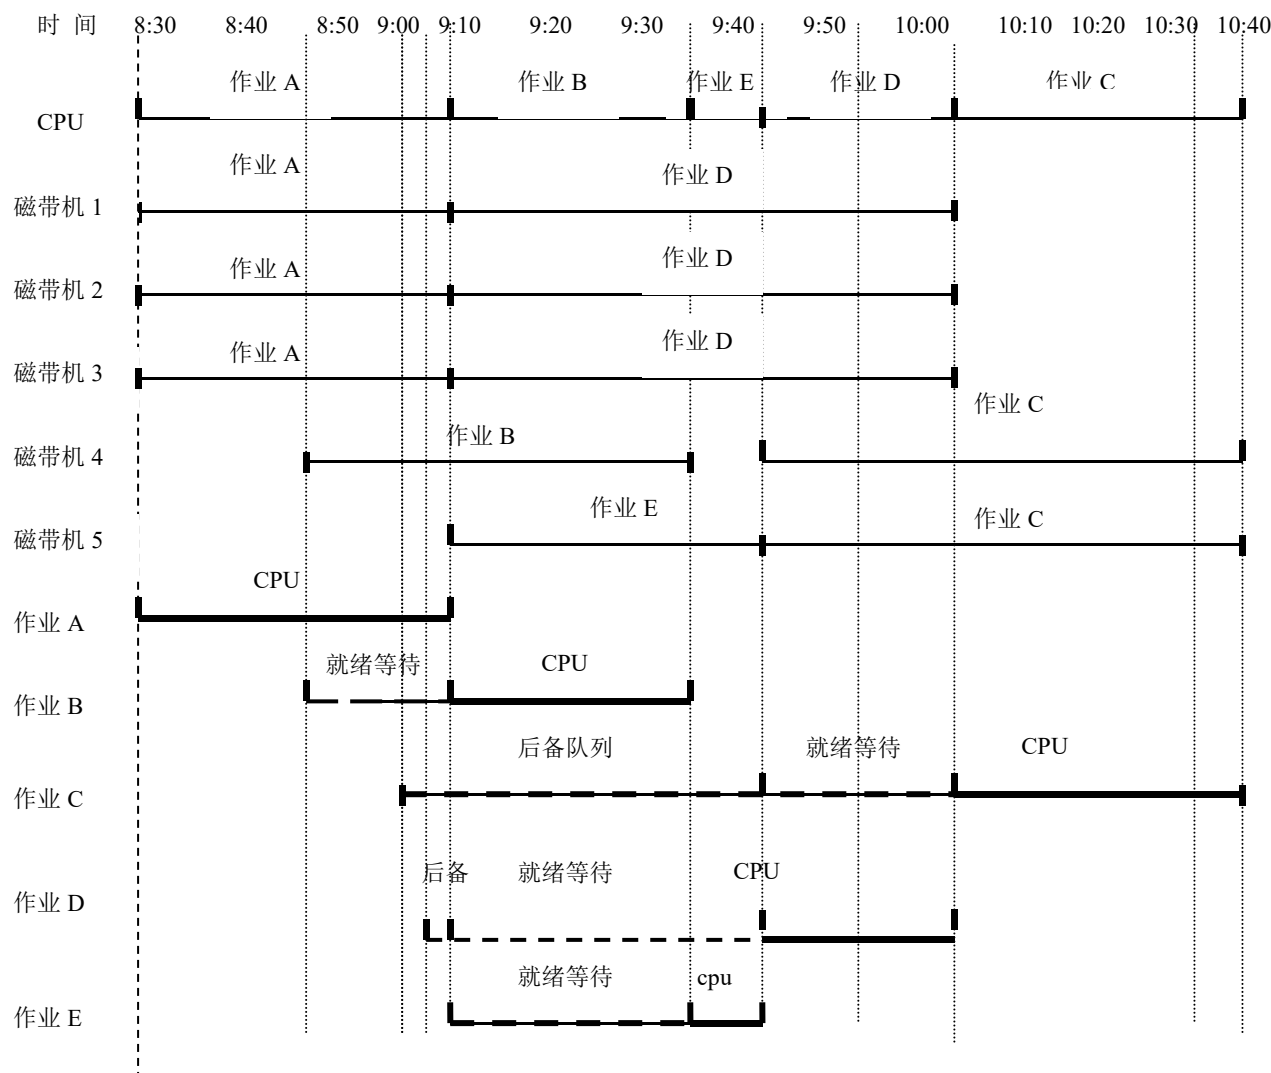 时 间 8:30 8:40 8:50 9:00 9:10 9:20 9:30 9:40 9:50 10:00 10:10 10:20 10:30 10:40
作业 A 作业 B 作业 E 作业 D 作业 C
CPU
作业 A 作业 D
磁带机 1
作业 A 作业 D
磁带机 2
作业 A 作业 D
磁带机 3
作业 C
作业 B
磁带机 4
作业 E 作业 C
磁带机 5
CPU
作业 A
就绪等待 CPU
作业 B
后备队列 就绪等待 CPU
作业 C
后备 就绪等待 CPU
作业 D
就绪等待 cpu
作业 E